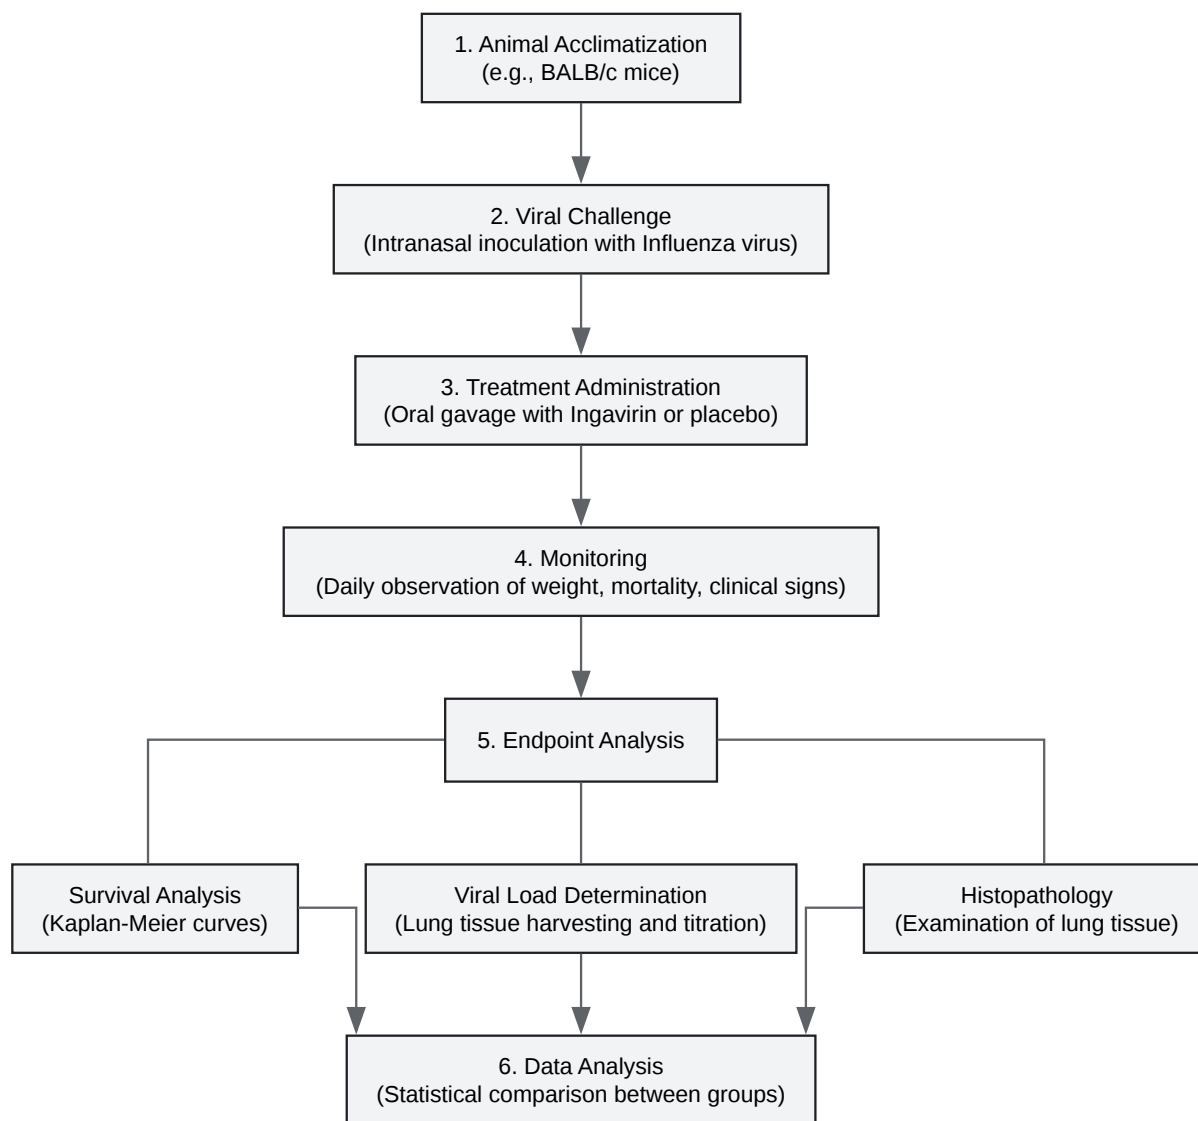 1. Animal Acclimatization
(e.g., BALB/c mice)
2. Viral Challenge
(Intranasal inoculation with Influenza virus)
3. Treatment Administration
(Oral gavage with Ingavirin or placebo)
4. Monitoring
(Daily observation of weight, mortality, clinical signs)
5. Endpoint Analysis
Survival Analysis
(Kaplan-Meier curves)
Viral Load Determination
(Lung tissue harvesting and titration)
Histopathology
(Examination of lung tissue)
6. Data Analysis
(Statistical comparison between groups)